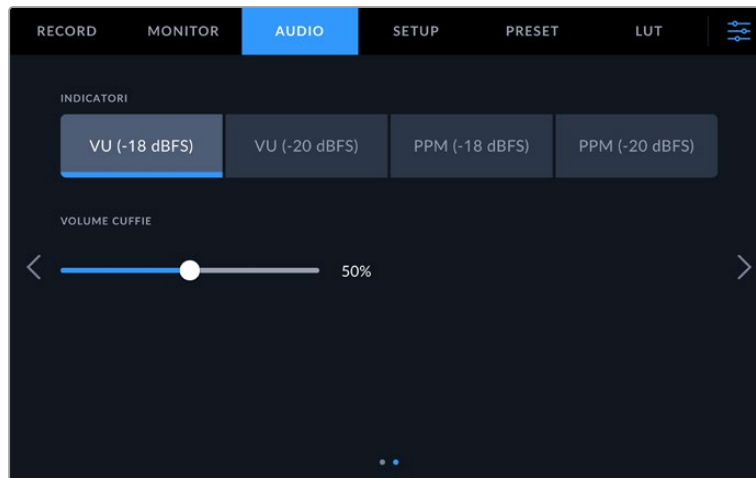 RECORD MONITOR AUDIO SETUP PRESET LUT
INDICATORI
VU (-18 dBFS) VU (-20 dBFS) PPM (-18 dBFS) PPM (-20 dBFS)
VOLUME CUFFIE
50%